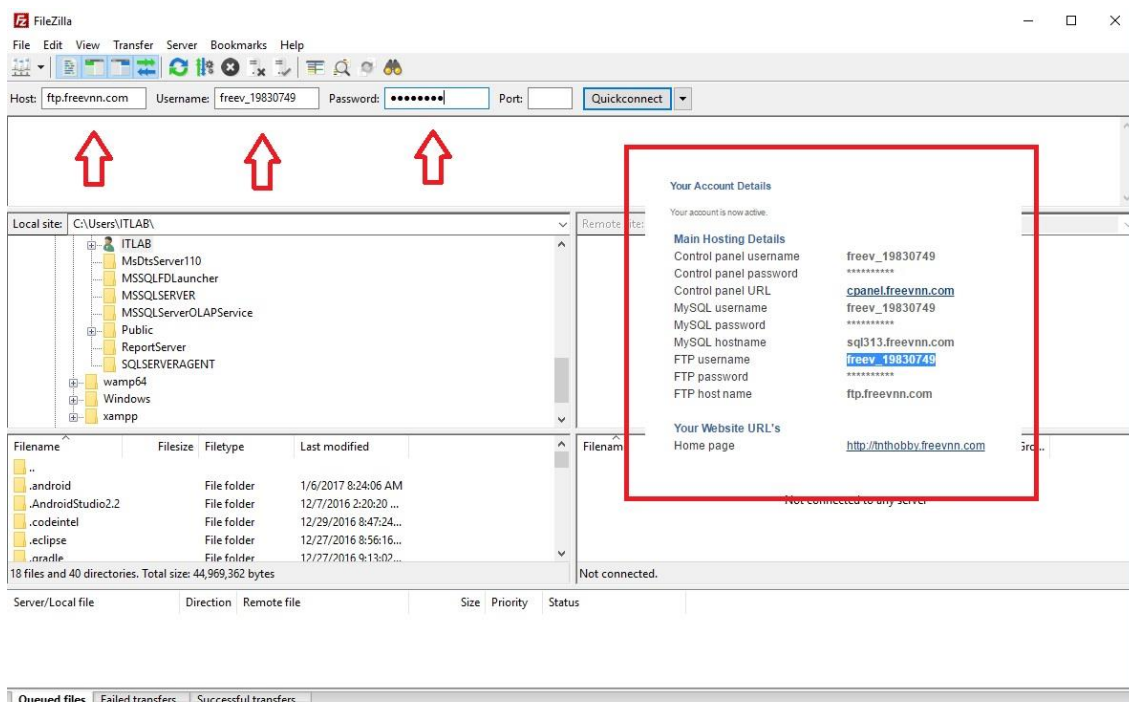 FileZilla
File Edit View Transfer Server Bookmarks Help
Host: ftp.freevnn.com Username: freev_19830749 Password: ●●●●●●●● Port: Quickconnect
Your Account Details
Your account is now active.
Main Hosting Details
Control panel username freev_19830749
Control panel password **********
Control panel URL cpanel.freevnn.com
MySQL username freev_19830749
MySQL password **********
MySQL hostname sql313.freevnn.com
FTP username freev_19830749
FTP password **********
FTP host name ftp.freevnn.com
Your Website URL's
Home page http://tnthobby.freevnn.com
Local site: C:\Users\ITLAB\
Remote site:
ITLAB
MsDtsServer110
MSSQLFDLauncher
MSSQLSERVER
MSSQLServerOLAPService
Public
ReportServer
SQLSERVERAGENT
wamp64
Windows
xampp
Filename Filesize Filetype Last modified
..
.android File folder 1/6/2017 8:24:06 AM
.AndroidStudio2.2 File folder 12/7/2016 2:20:20 ...
.codeintel File folder 12/29/2016 8:47:24...
.eclipse File folder 12/27/2016 8:56:16...
.gradle File folder 12/27/2016 9:13:02...
18 files and 40 directories. Total size: 44,969,362 bytes
Filenam
Not connected to any server
Not connected.
Server/Local file Direction Remote file Size Priority Status
Queued files Failed transfers Successful transfers